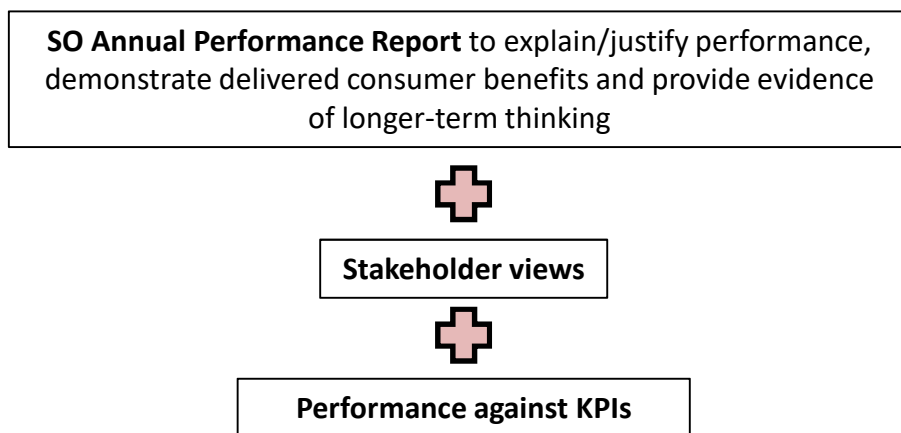 SO Annual Performance Report to explain/justify performance,
demonstrate delivered consumer benefits and provide evidence
of longer-term thinking
Stakeholder views
Performance against KPIs